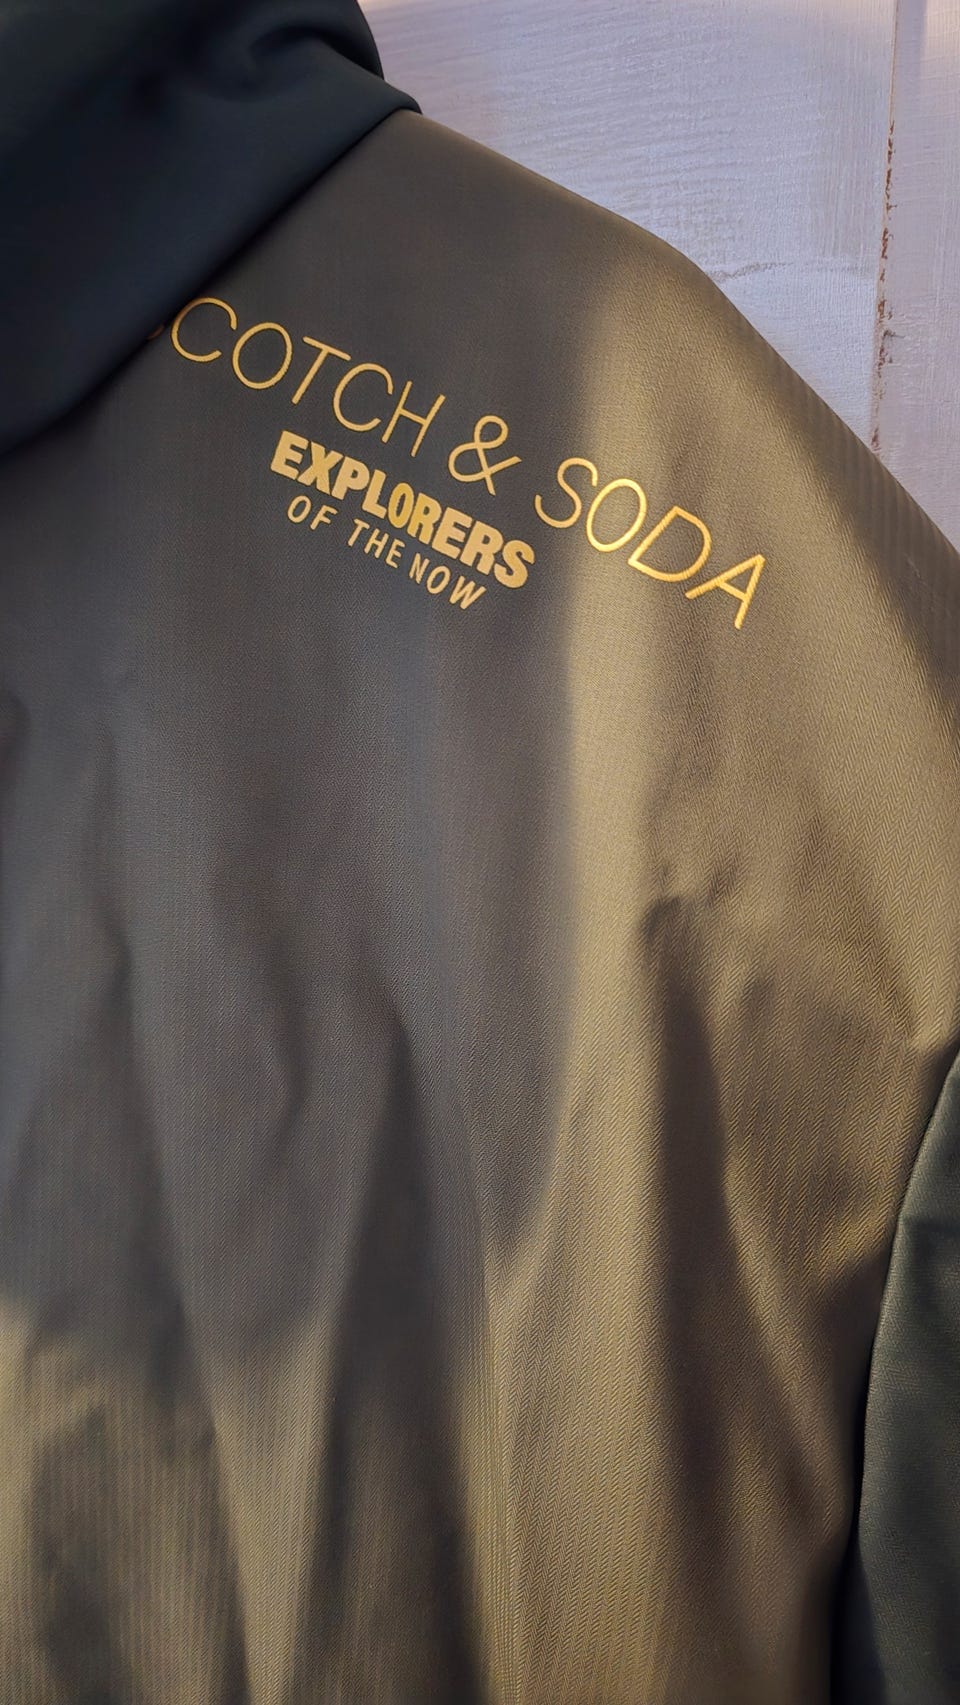 SCOTCH & SODA
EXPLORERS
OF THE NOW